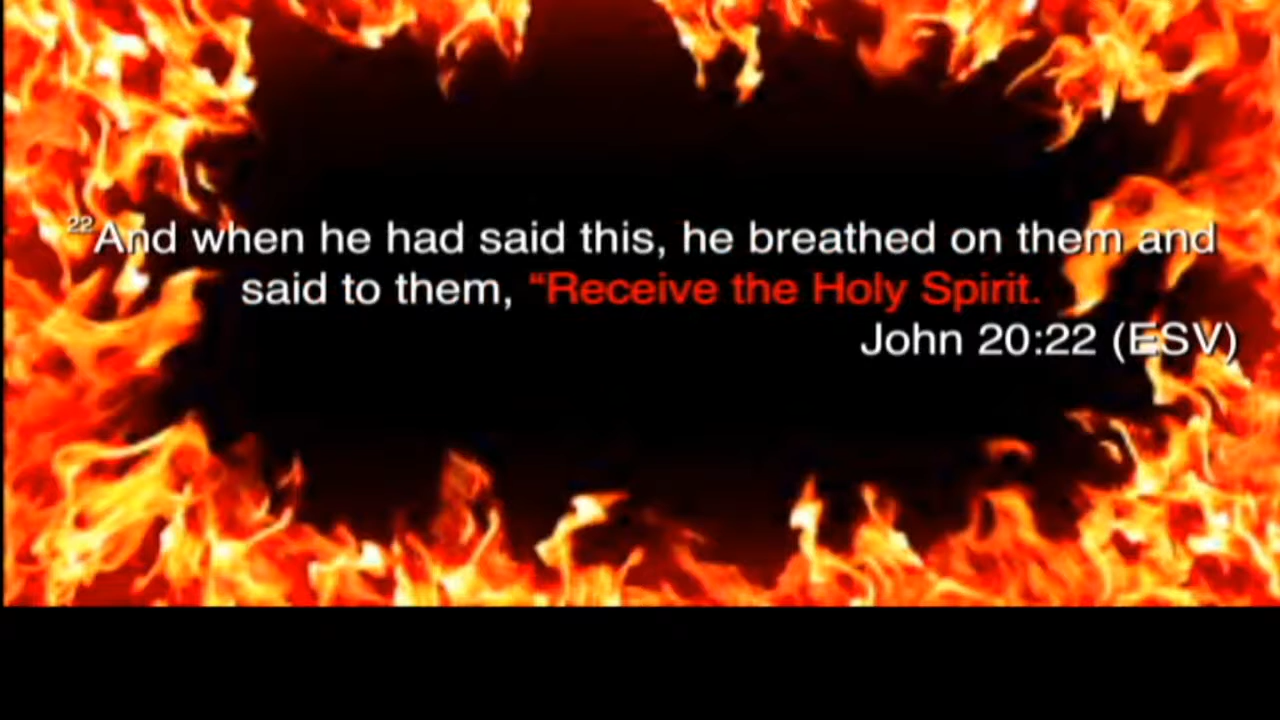 22And when he had said this, he breathed on them and
said to them, “Receive the Holy Spirit.
John 20:22 (ESV)